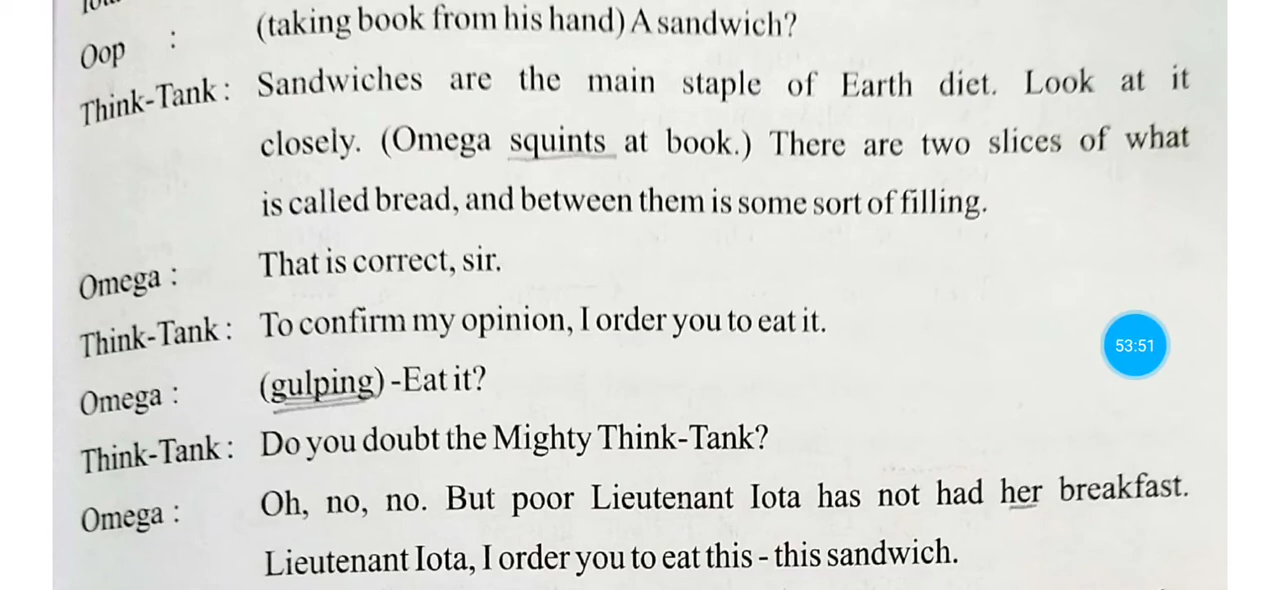 Oop : (taking book from his hand) A sandwich?
Think-Tank : Sandwiches are the main staple of Earth diet. Look at it
closely. (Omega squints at book.) There are two slices of what
is called bread, and between them is some sort of filling.
Omega : That is correct, sir.
Think-Tank : To confirm my opinion, I order you to eat it.
53:51
Omega : (gulping) -Eat it?
Think-Tank : Do you doubt the Mighty Think-Tank?
Omega : Oh, no, no. But poor Lieutenant Iota has not had her breakfast.
Lieutenant Iota, I order you to eat this - this sandwich.